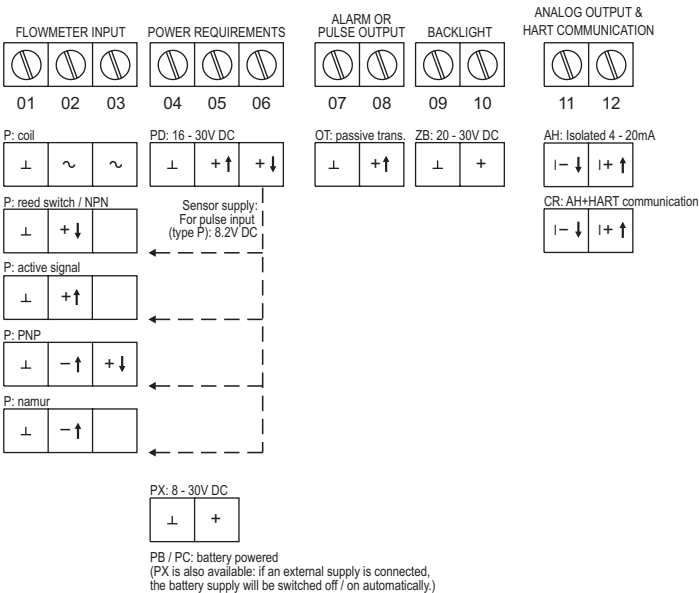 FLOWMETER INPUT
POWER REQUIREMENTS
ALARM OR
PULSE OUTPUT
BACKLIGHT
ANALOG OUTPUT &
HART COMMUNICATION
01 02 03
04 05 06
07 08
09 10
11 12
P: coil
⊥ ∿ ∿
PD: 16 - 30V DC
⊥ +↑ +↓
OT: passive trans.
⊥ +↑
ZB: 20 - 30V DC
⊥ +
AH: Isolated 4 - 20mA
I− ↓ I+ ↑
CR: AH+HART communication
I− ↓ I+ ↑
P: reed switch / NPN
⊥ +↓
Sensor supply:
For pulse input
(type P): 8.2V DC
P: active signal
⊥ +↑
P: PNP
⊥ −↑ +↓
P: namur
⊥ −↑
PX: 8 - 30V DC
⊥ +
PB / PC: battery powered
(PX is also available: if an external supply is connected,
the battery supply will be switched off / on automatically.)